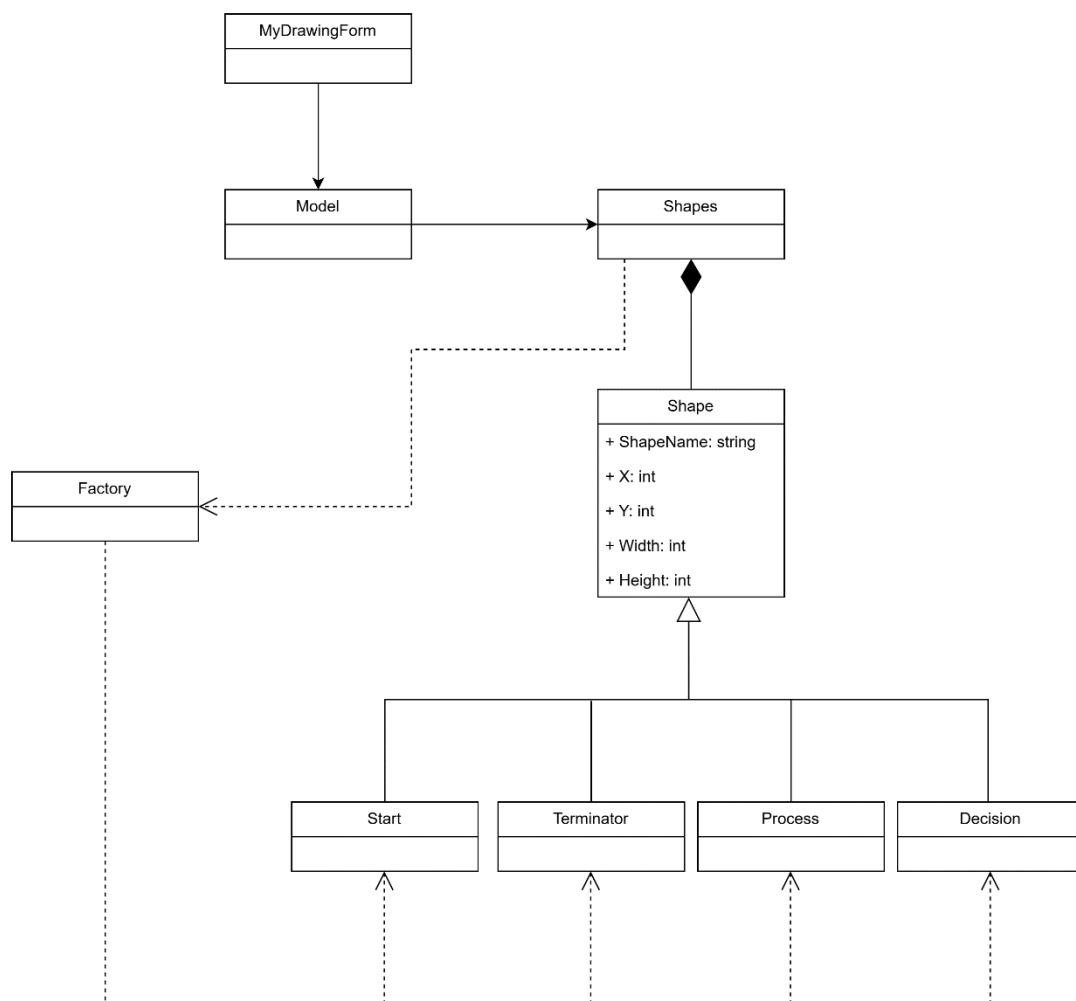 MyDrawingForm
Model
Shapes
Shape
+ ShapeName: string
+ X: int
+ Y: int
+ Width: int
+ Height: int
Factory
Start
Terminator
Process
Decision